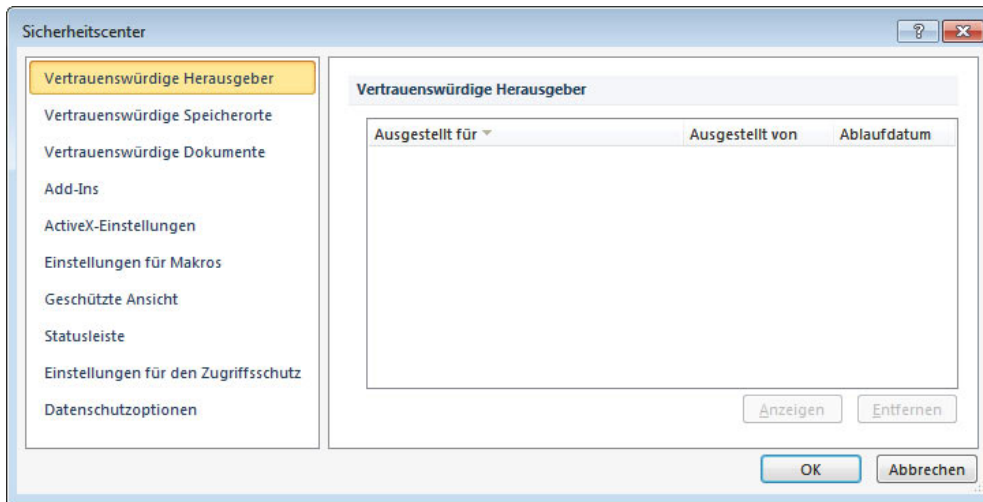 Sicherheitscenter
Vertrauenswürdige Herausgeber
Vertrauenswürdige Speicherorte
Vertrauenswürdige Dokumente
Add-Ins
ActiveX-Einstellungen
Einstellungen für Makros
Geschützte Ansicht
Statusleiste
Einstellungen für den Zugriffsschutz
Datenschutzoptionen
Vertrauenswürdige Herausgeber
Ausgestellt für Ausgestellt von Ablaufdatum
Anzeigen Entfernen
OK Abbrechen